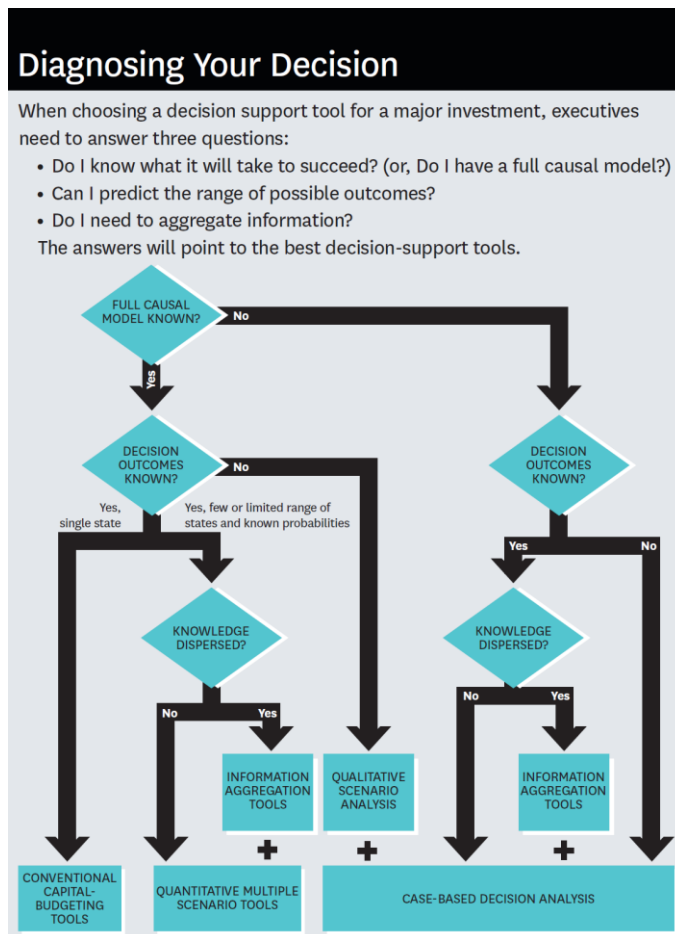 Diagnosing Your Decision
When choosing a decision support tool for a major investment, executives
need to answer three questions:
• Do I know what it will take to succeed? (or, Do I have a full causal model?)
• Can I predict the range of possible outcomes?
• Do I need to aggregate information?
The answers will point to the best decision-support tools.
FULL CAUSAL
MODEL KNOWN?
No
Yes
DECISION
OUTCOMES
KNOWN?
No
DECISION
OUTCOMES
KNOWN?
Yes,
single state
Yes, few or limited range of
states and known probabilities
Yes
No
KNOWLEDGE
DISPERSED?
KNOWLEDGE
DISPERSED?
No
Yes
No
Yes
INFORMATION
AGGREGATION
TOOLS
QUALITATIVE
SCENARIO
ANALYSIS
INFORMATION
AGGREGATION
TOOLS
+
+
+
CONVENTIONAL
CAPITAL-
BUDGETING
TOOLS
QUANTITATIVE MULTIPLE
SCENARIO TOOLS
CASE-BASED DECISION ANALYSIS